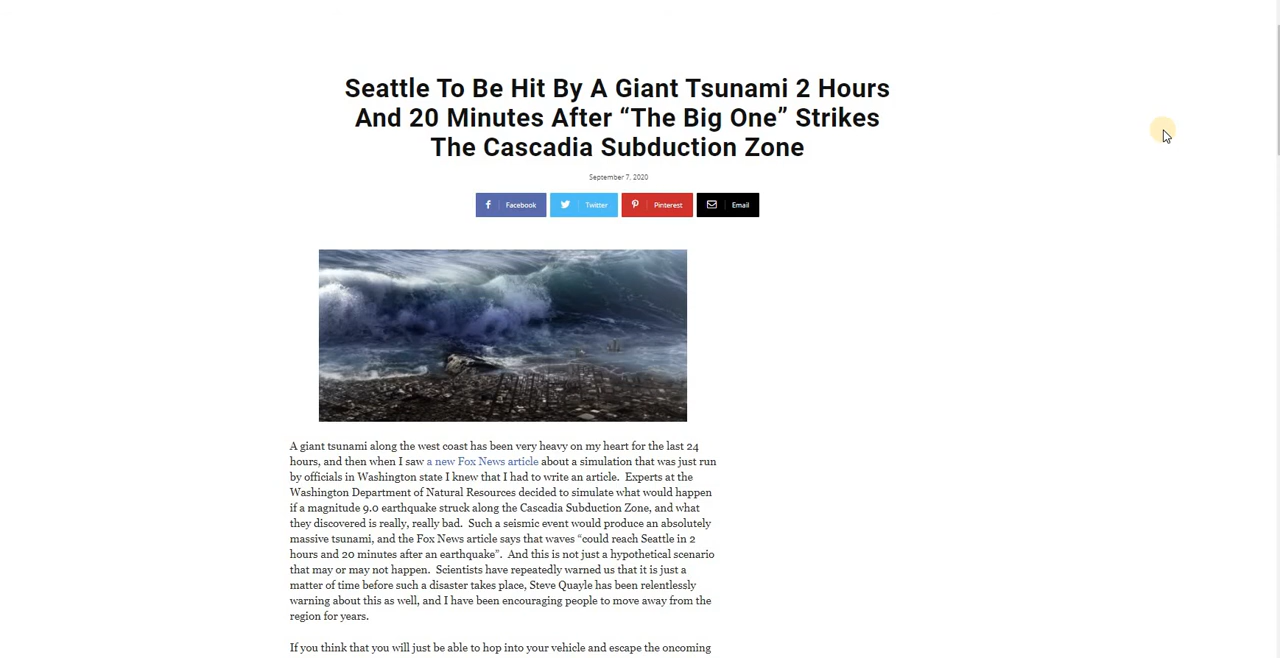 Seattle To Be Hit By A Giant Tsunami 2 Hours
And 20 Minutes After “The Big One” Strikes
The Cascadia Subduction Zone
September 7, 2020
Facebook Twitter Pinterest Email
A giant tsunami along the west coast has been very heavy on my heart for the last 24
hours, and then when I saw a new Fox News article about a simulation that was just run
by officials in Washington state I knew that I had to write an article.  Experts at the
Washington Department of Natural Resources decided to simulate what would happen
if a magnitude 9.0 earthquake struck along the Cascadia Subduction Zone, and what
they discovered is really, really bad.  Such a seismic event would produce an absolutely
massive tsunami, and the Fox News article says that waves “could reach Seattle in 2
hours and 20 minutes after an earthquake”.  And this is not just a hypothetical scenario
that may or may not happen.  Scientists have repeatedly warned us that it is just a
matter of time before such a disaster takes place, Steve Quayle has been relentlessly
warning about this as well, and I have been encouraging people to move away from the
region for years.
If you think that you will just be able to hop into your vehicle and escape the oncoming